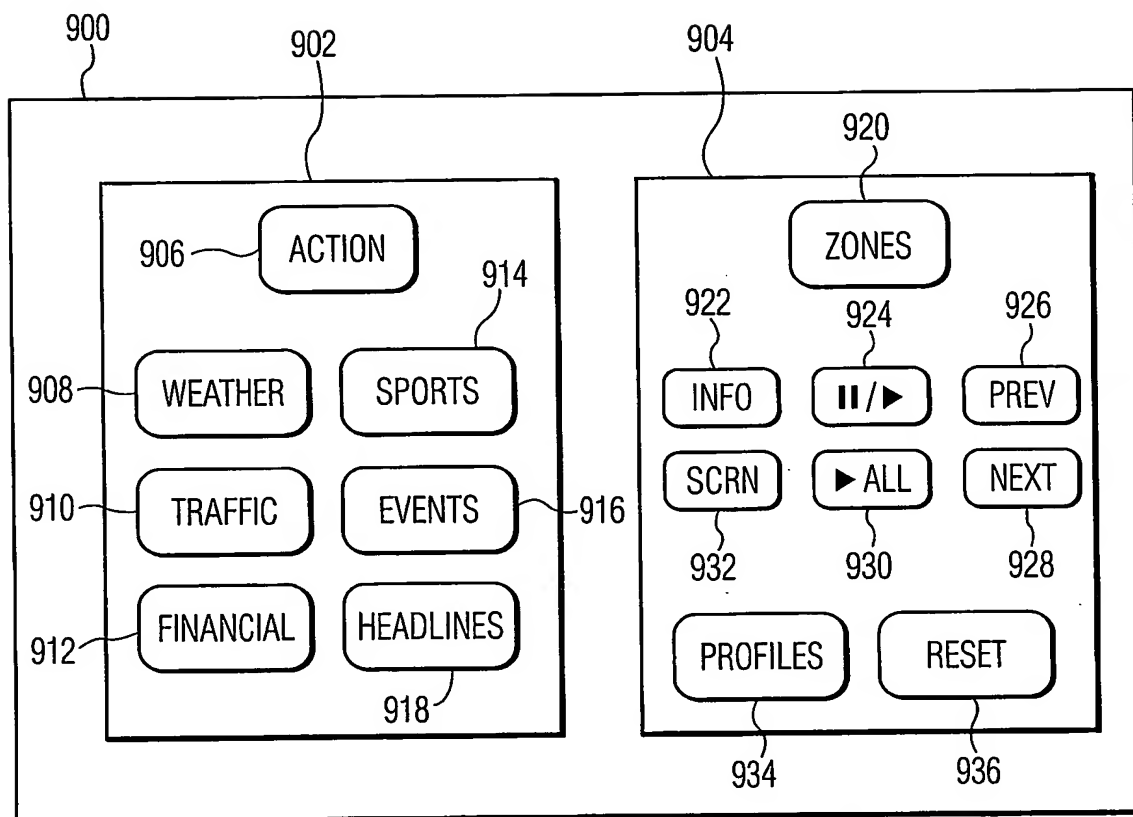 900
902
904
920
906
ACTION
914
ZONES
922
924
926
908
WEATHER
SPORTS
INFO
⏸/▶
PREV
SCRN
▶ALL
NEXT
910
TRAFFIC
EVENTS
916
932
930
928
912
FINANCIAL
HEADLINES
PROFILES
RESET
918
934
936